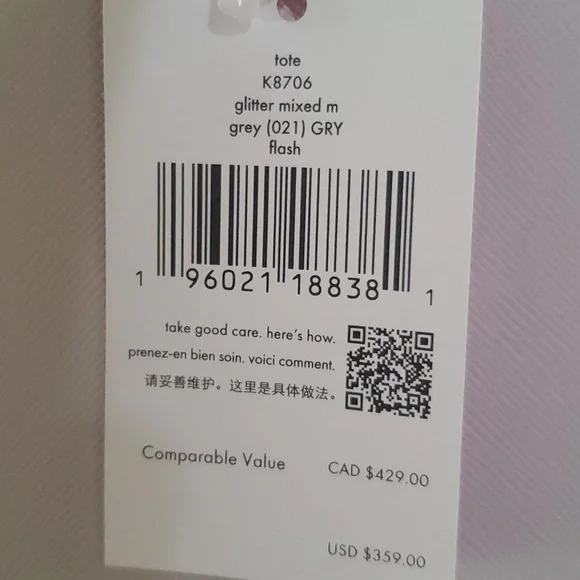 tote
K8706
glitter mixed m
grey (021) GRY
flash
1 96021 18838 1
take good care. here's how.
prenez-en bien soin. voici comment.
请妥善维护。这里是具体做法。
Comparable Value CAD $429.00
USD $359.00